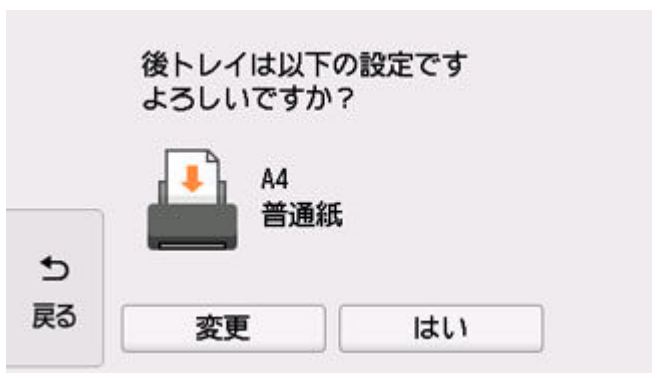 後トレイは以下の設定です
よろしいですか？
A4
普通紙
戻る
変更
はい